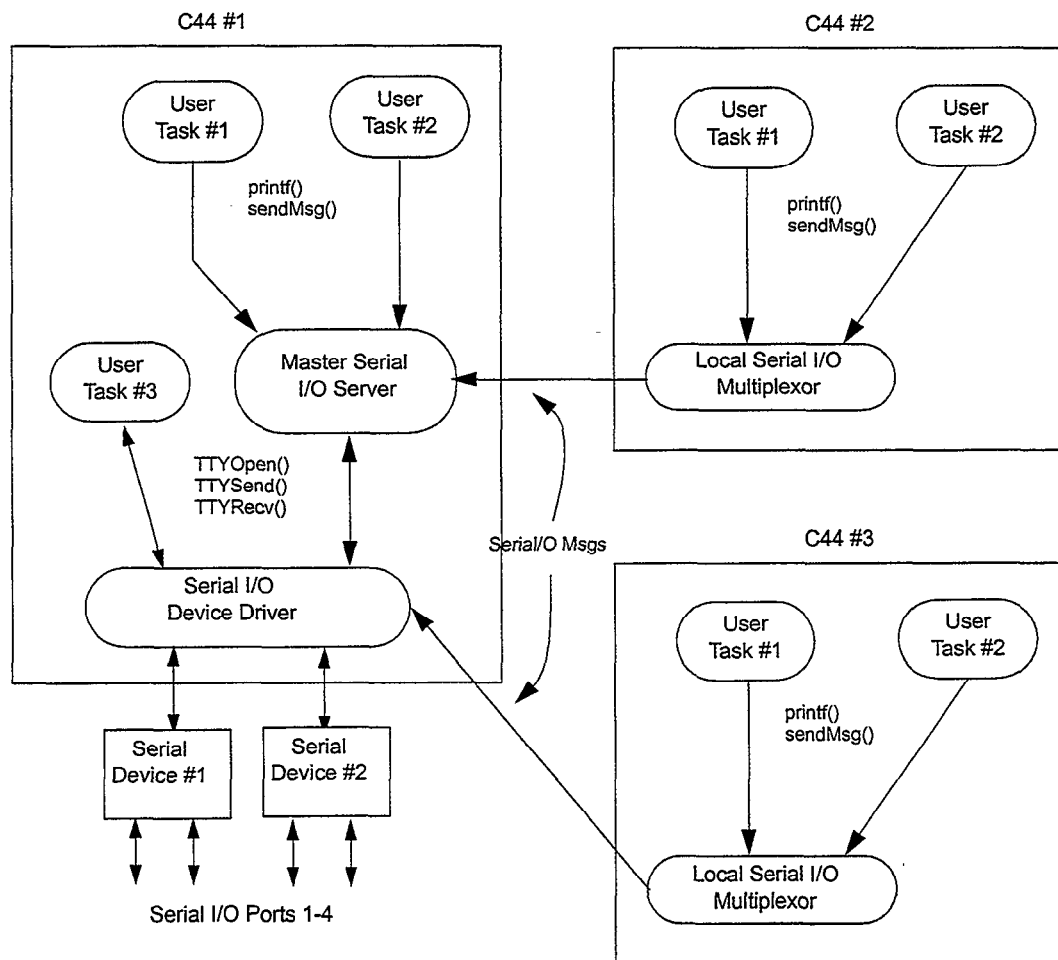 C44 #1
User
Task #1
User
Task #2
printf()
sendMsg()
User
Task #3
Master Serial
I/O Server
TTYOpen()
TTYSend()
TTYRecv()
Serial I/O
Device Driver
Serial
Device #1
Serial
Device #2
Serial I/O Ports 1-4
Serial/O Msgs
C44 #2
User
Task #1
User
Task #2
printf()
sendMsg()
Local Serial I/O
Multiplexor
C44 #3
User
Task #1
User
Task #2
printf()
sendMsg()
Local Serial I/O
Multiplexor